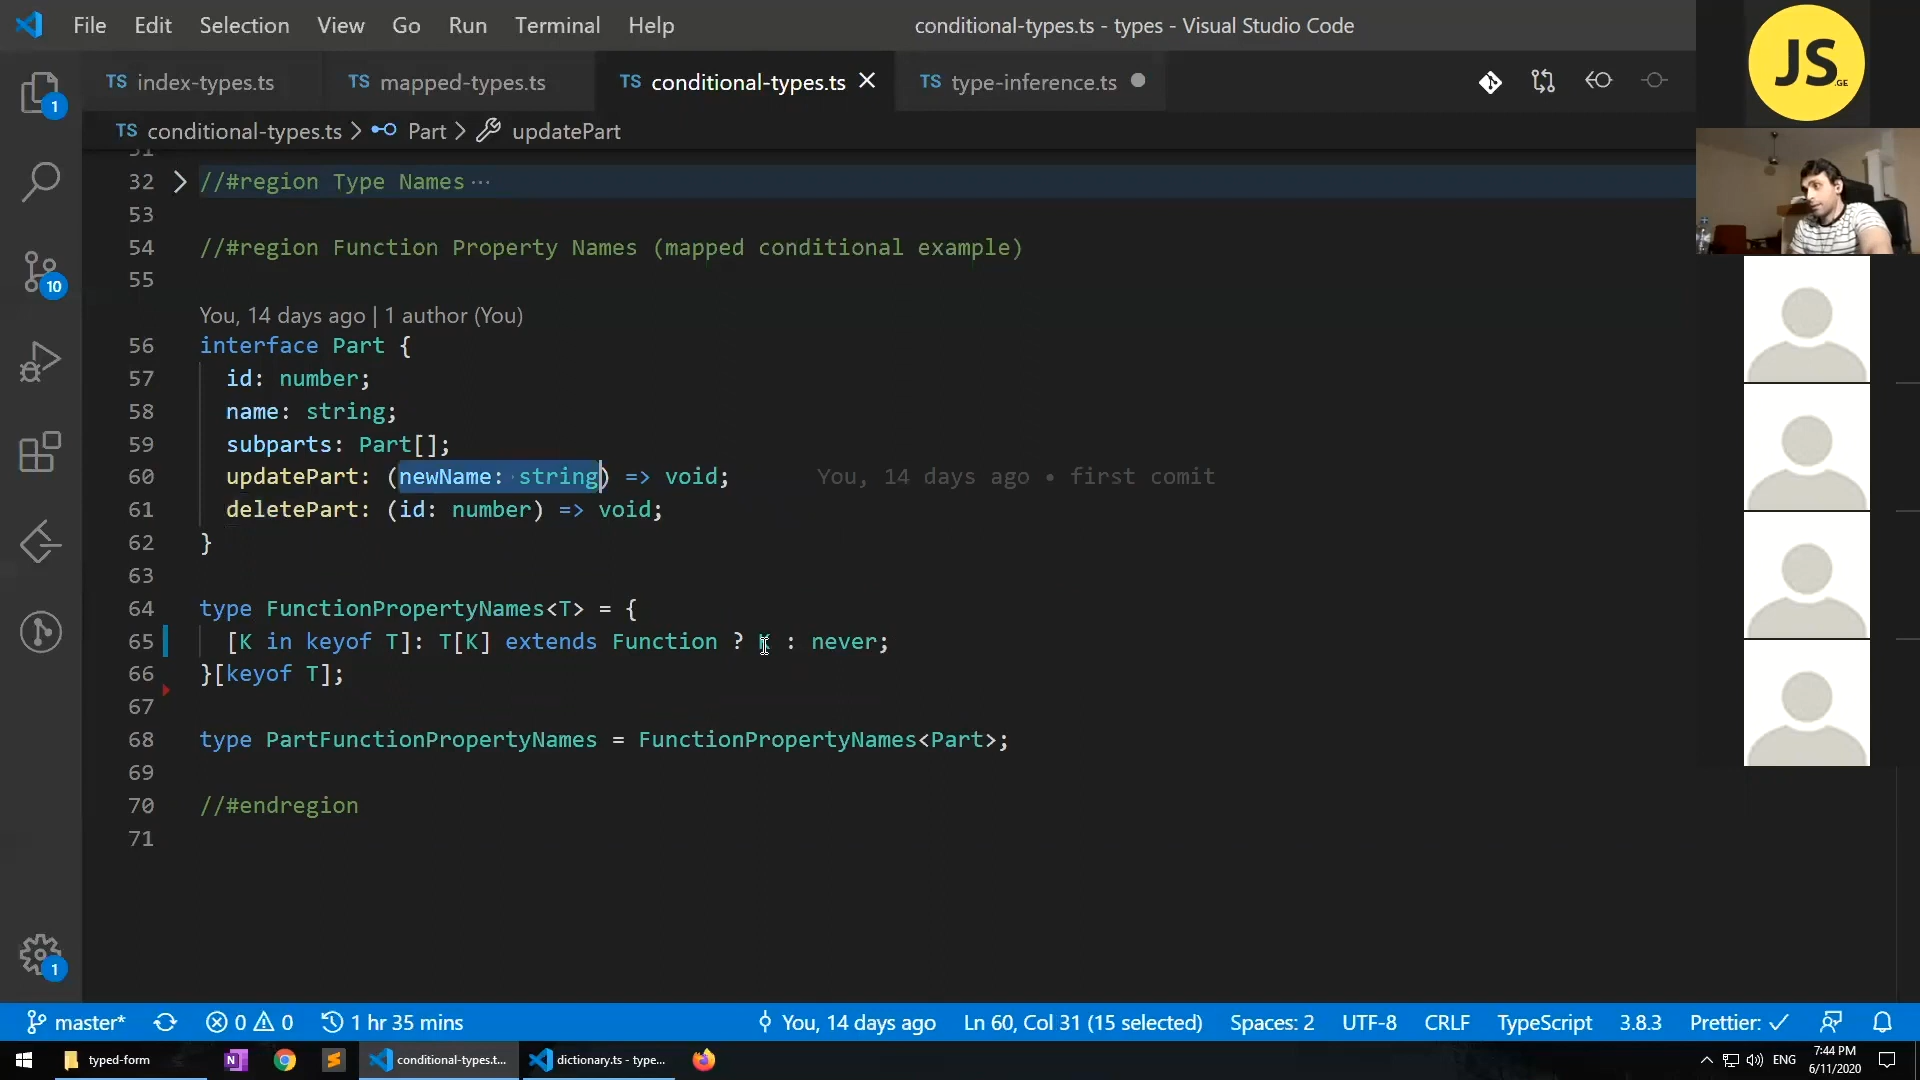 File Edit Selection View Go Run Terminal Help
conditional-types.ts - types - Visual Studio Code
JS
.GE
TS index-types.ts
TS mapped-types.ts
TS conditional-types.ts
TS type-inference.ts
TS conditional-types.ts > Part > updatePart
31
32 //#region Type Names ···
53
54 //#region Function Property Names (mapped conditional example)
55
You, 14 days ago | 1 author (You)
56 interface Part {
57 id: number;
58 name: string;
59 subparts: Part[];
60 updatePart: (newName: string) => void; You, 14 days ago • first comit
61 deletePart: (id: number) => void;
62 }
63
64 type FunctionPropertyNames<T> = {
65 [K in keyof T]: T[K] extends Function ? K : never;
66 }[keyof T];
67
68 type PartFunctionPropertyNames = FunctionPropertyNames<Part>;
69
70 //#endregion
71
1
10
1
master* 0 0 1 hr 35 mins You, 14 days ago Ln 60, Col 31 (15 selected) Spaces: 2 UTF-8 CRLF TypeScript 3.8.3 Prettier: ✓
typed-form
N
conditional-types.t...
dictionary.ts - type...
ENG
7:44 PM
6/11/2020